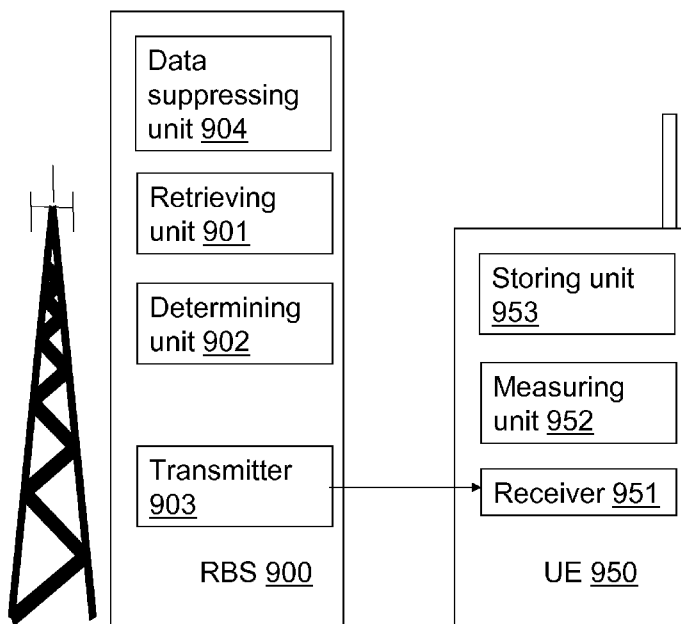 Data
suppressing
unit 904
Retrieving
unit 901
Determining
unit 902
Transmitter
903
RBS 900
Storing unit
953
Measuring
unit 952
Receiver 951
UE 950